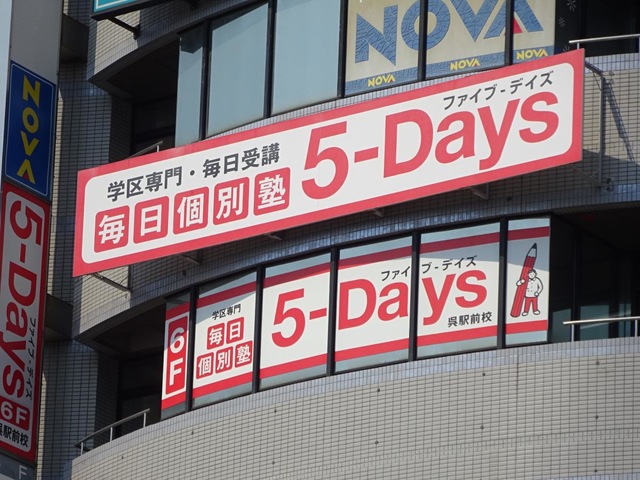 NOVA
NOVA
NOVA
NOVA
NOVA
NOVA
ファイブ-デイズ
学区専門・毎日受講
毎日個別塾 5-Days
ファイブ-デイズ
学区専門
6F 毎日個別塾 5-Days
呉駅前校
5-Days
ファイブ-デイズ
6F
呉駅前校
F